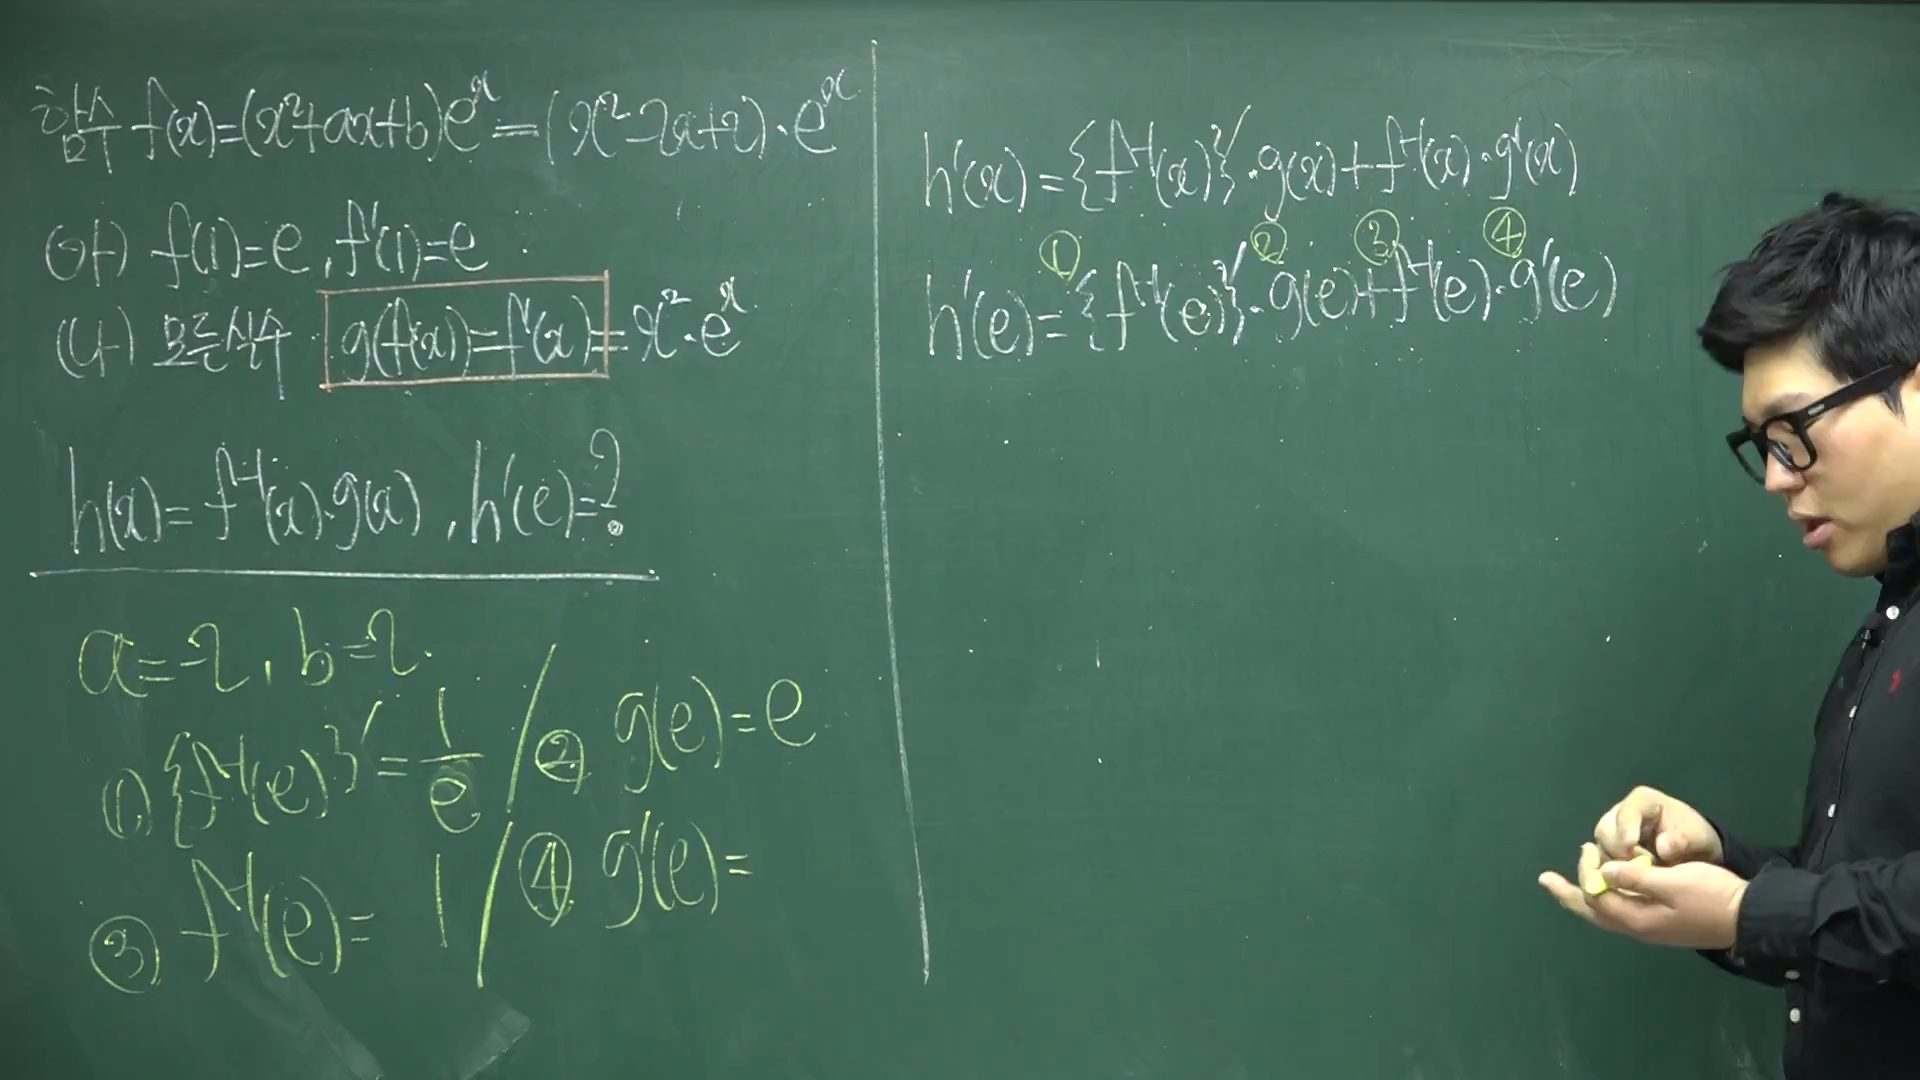 함수 f(x)=(x²+ax+b)eˣ=(x²-2x+2)·eˣ
(가) f(1)=e, f'(1)=e
(나) 모든 실수 g(f(x))=f'(x)=x²·eˣ
h(x)=f⁻¹(x)·g(x), h'(e)=?
a=-2, b=2.
① {f⁻¹(e)}'=1/e / ② g(e)=e
③ f⁻¹(e)= 1 / ④ g'(e)=
h'(x)={f⁻¹(x)}'·g(x)+f⁻¹(x)·g'(x)
① ② ③ ④
h'(e)={f⁻¹(e)}'·g(e)+f⁻¹(e)·g'(e)